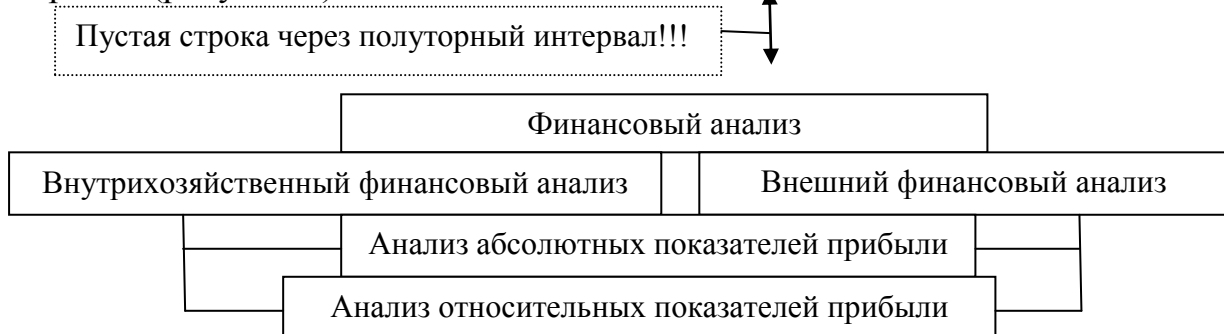 Пустая строка через полуторный интервал!!!
Финансовый анализ
Внутрихозяйственный финансовый анализ
Внешний финансовый анализ
Анализ абсолютных показателей прибыли
Анализ относительных показателей прибыли